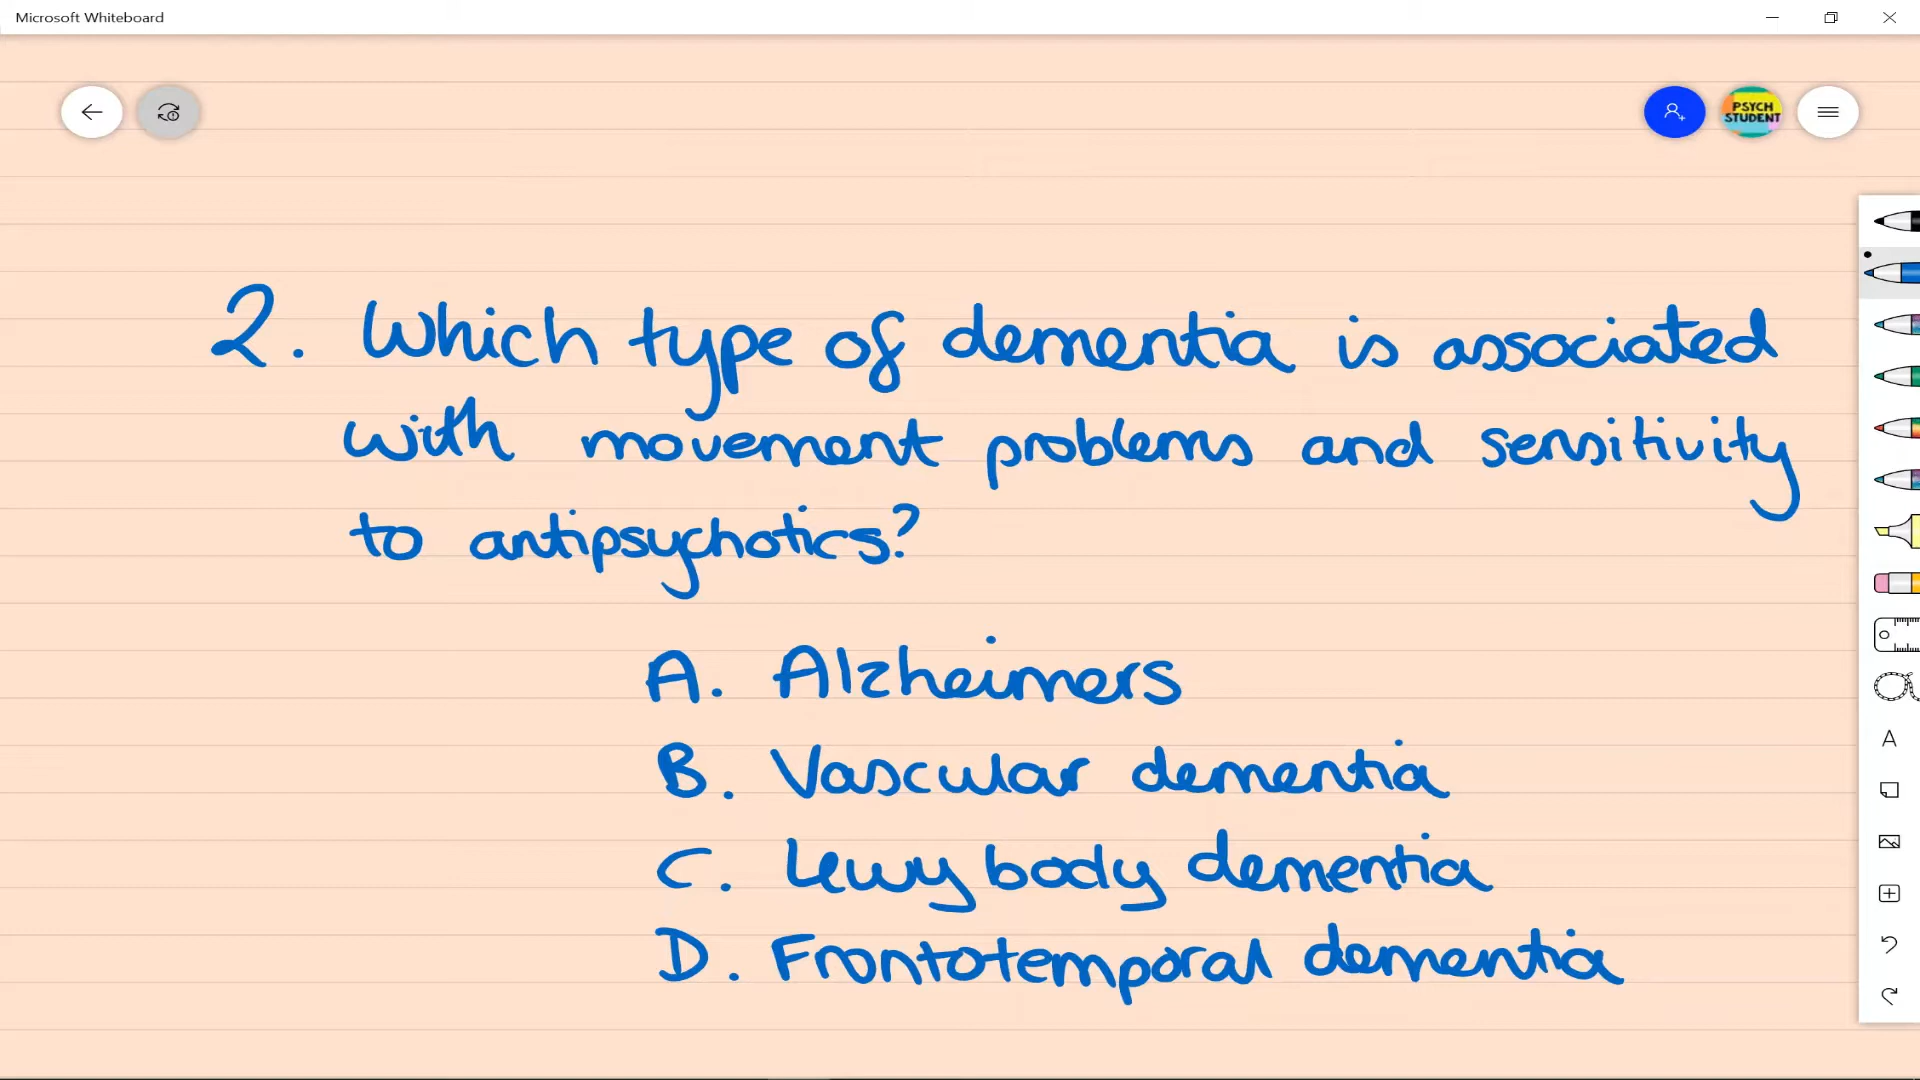 Microsoft Whiteboard
PSYCH
STUDENT
2. Which type of dementia is associated
with movement problems and sensitivity
to antipsychotics?
A. Alzheimers
B. Vascular dementia
C. Lewy body dementia
D. Frontotemporal dementia
A